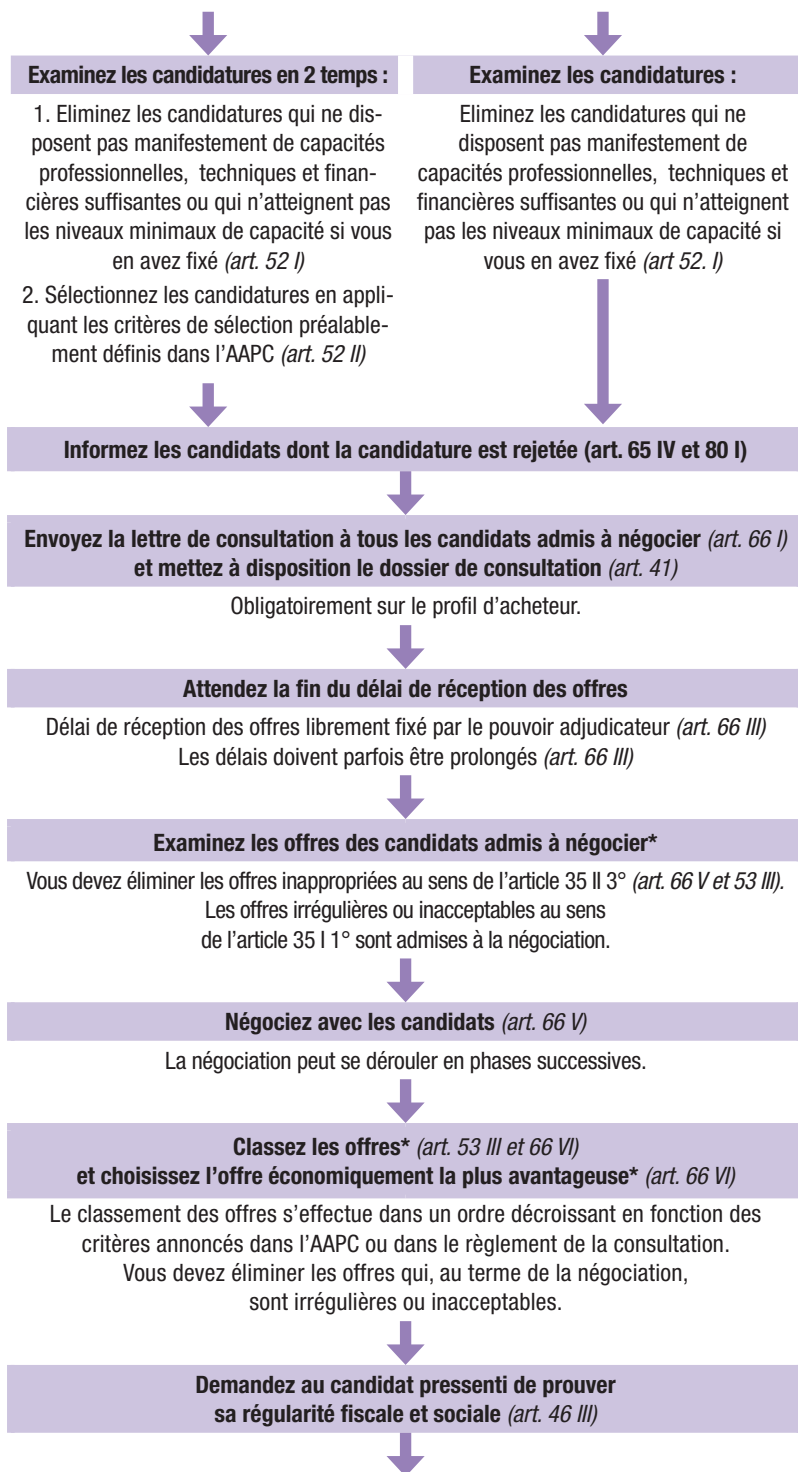 Examinez les candidatures en 2 temps :
1. Eliminez les candidatures qui ne dis-
posent pas manifestement de capacités
professionnelles, techniques et finan-
cières suffisantes ou qui n'atteignent pas
les niveaux minimaux de capacité si vous
en avez fixé (art. 52 I)
2. Sélectionnez les candidatures en appli-
quant les critères de sélection préalable-
ment définis dans l'AAPC (art. 52 II)
Examinez les candidatures :
Eliminez les candidatures qui ne
disposent pas manifestement de
capacités professionnelles, techniques et
financières suffisantes ou qui n'atteignent
pas les niveaux minimaux de capacité si
vous en avez fixé (art 52. I)
Informez les candidats dont la candidature est rejetée (art. 65 IV et 80 I)
Envoyez la lettre de consultation à tous les candidats admis à négocier (art. 66 I)
et mettez à disposition le dossier de consultation (art. 41)
Obligatoirement sur le profil d'acheteur.
Attendez la fin du délai de réception des offres
Délai de réception des offres librement fixé par le pouvoir adjudicateur (art. 66 III)
Les délais doivent parfois être prolongés (art. 66 III)
Examinez les offres des candidats admis à négocier*
Vous devez éliminer les offres inappropriées au sens de l'article 35 II 3° (art. 66 V et 53 III).
Les offres irrégulières ou inacceptables au sens
de l'article 35 I 1° sont admises à la négociation.
Négociez avec les candidats (art. 66 V)
La négociation peut se dérouler en phases successives.
Classez les offres* (art. 53 III et 66 VI)
et choisissez l'offre économiquement la plus avantageuse* (art. 66 VI)
Le classement des offres s'effectue dans un ordre décroissant en fonction des
critères annoncés dans l'AAPC ou dans le règlement de la consultation.
Vous devez éliminer les offres qui, au terme de la négociation,
sont irrégulières ou inacceptables.
Demandez au candidat pressenti de prouver
sa régularité fiscale et sociale (art. 46 III)